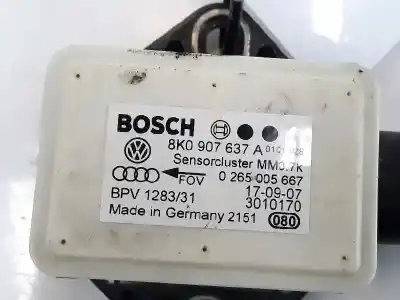 BOSCH
8K0 907 637 A
Sensorcluster MM3.7K
FOV 0 265 005 667
BPV 1283/31 17-09-07
3010170
Made in Germany 2151 080